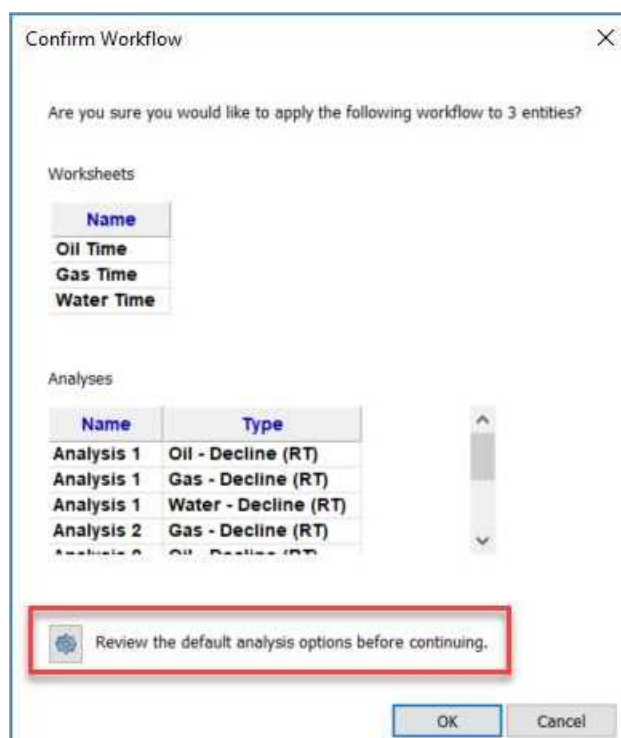 Confirm Workflow
Are you sure you would like to apply the following workflow to 3 entities?
Worksheets
Name
Oil Time
Gas Time
Water Time
Analyses
Name Type
Analysis 1 Oil - Decline (RT)
Analysis 1 Gas - Decline (RT)
Analysis 1 Water - Decline (RT)
Analysis 2 Gas - Decline (RT)
Review the default analysis options before continuing.
OK Cancel